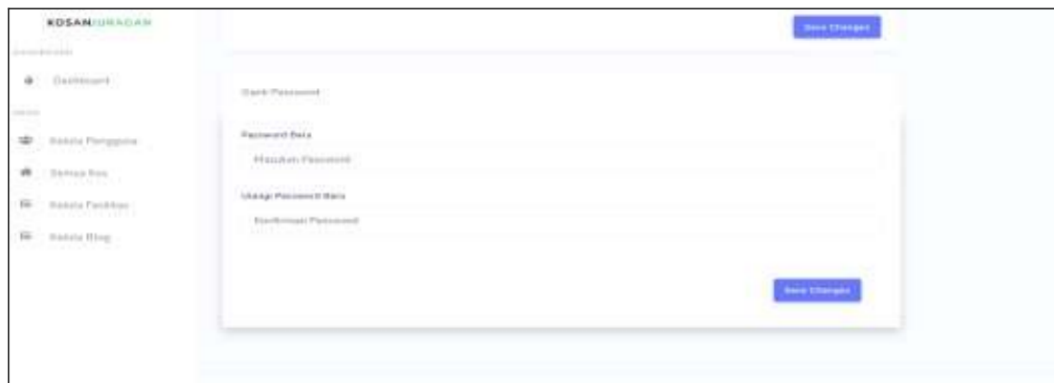 KOSANJURAGAN
Save Changes
DASHBOARD
Dashboard
Ganti Password
Kelola Pengguna
Password Baru
Masukan Password
Semua Kos
Ulangi Password Baru
Kelola Fasilitas
Konfirmasi Password
Kelola Blog
Save Changes